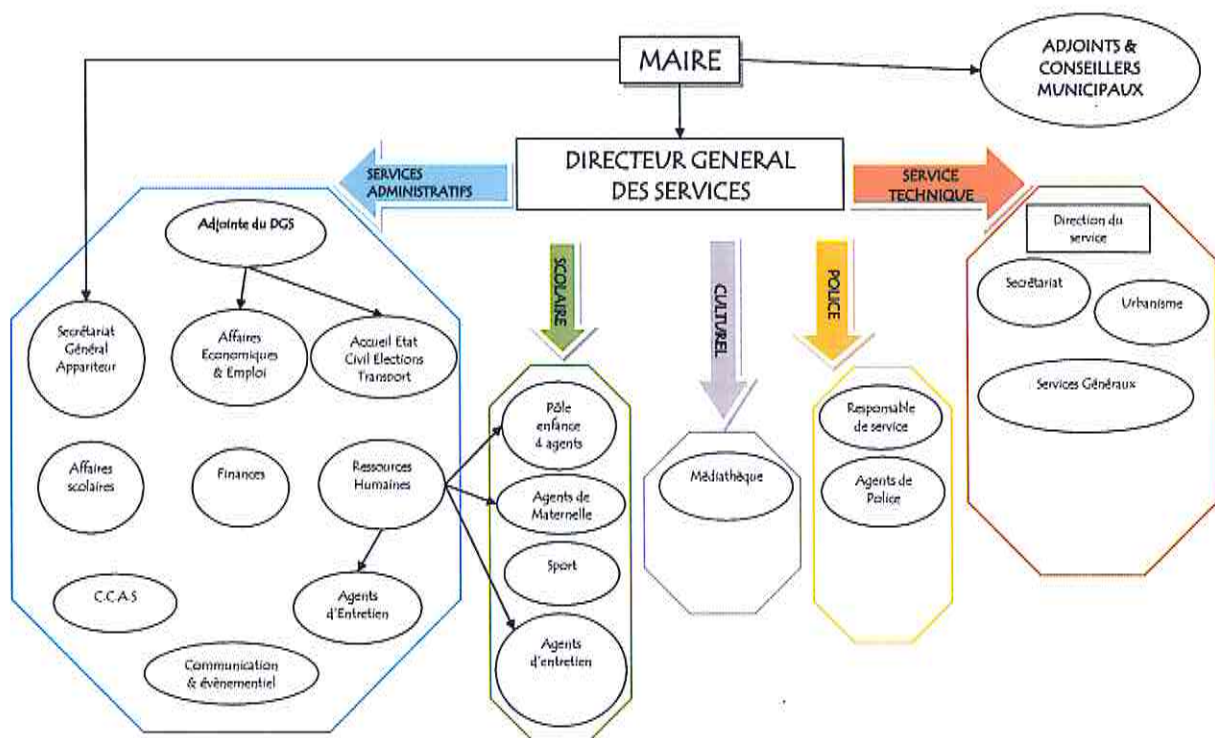 MAIRE
ADJOINTS &
CONSEILLERS
MUNICIPAUX
DIRECTEUR GENERAL
DES SERVICES
SERVICES
ADMINISTRATIFS
SERVICE
TECHNIQUE
SCOLAIRE
CULTUREL
POLICE
Adjointe du DGS
Secrétariat
Général
Appariteur
Affaires
Economiques
& Emploi
Accueil Etat
Civil Elections
Transport
Affaires
scolaires
Finances
Ressources
Humaines
C.C.A.S
Agents
d'Entretien
Communication
& évènementiel
Pôle
enfance
4 agents
Agents de
Maternelle
Sport
Agents
d'entretien
Médiathèque
Responsable
de service
Agents de
Police
Direction du
service
Secrétariat
Urbanisme
Services Généraux